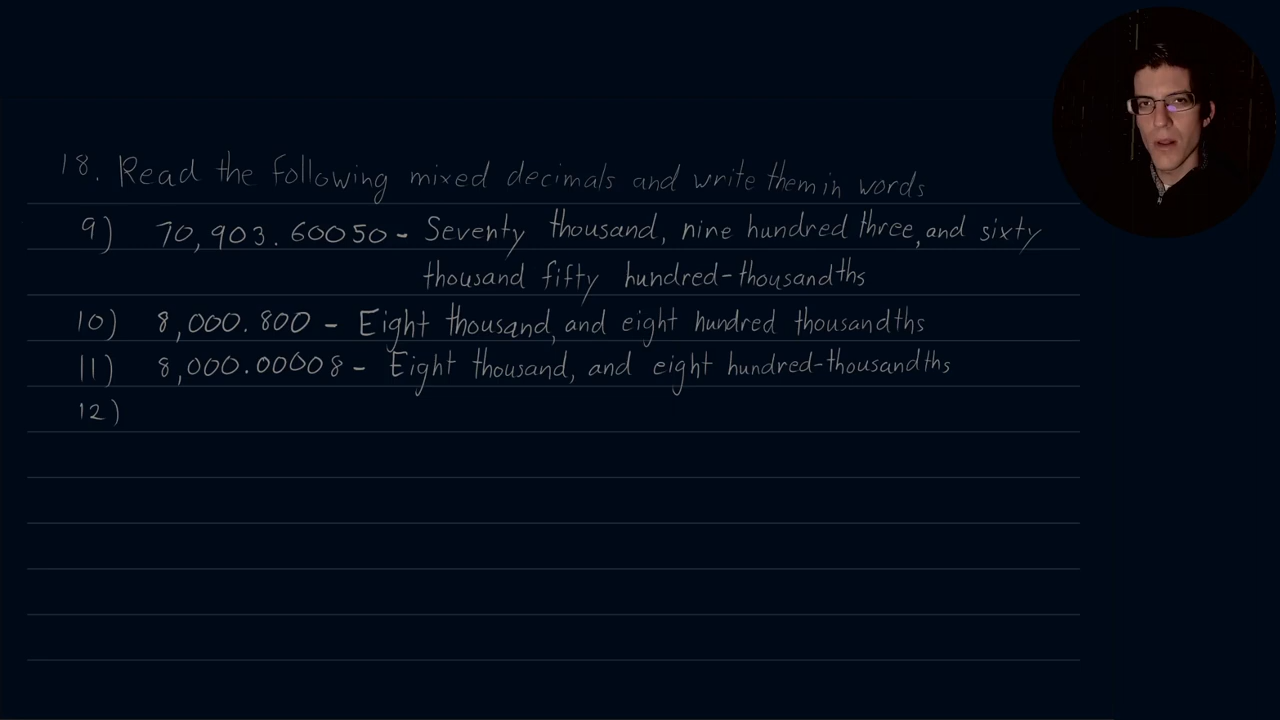 18. Read the following mixed decimals and write them in words
9) 70,903.60050 - Seventy thousand, nine hundred three, and sixty
thousand fifty hundred-thousandths
10) 8,000.800 - Eight thousand, and eight hundred thousandths
11) 8,000.00008 - Eight thousand, and eight hundred-thousandths
12)